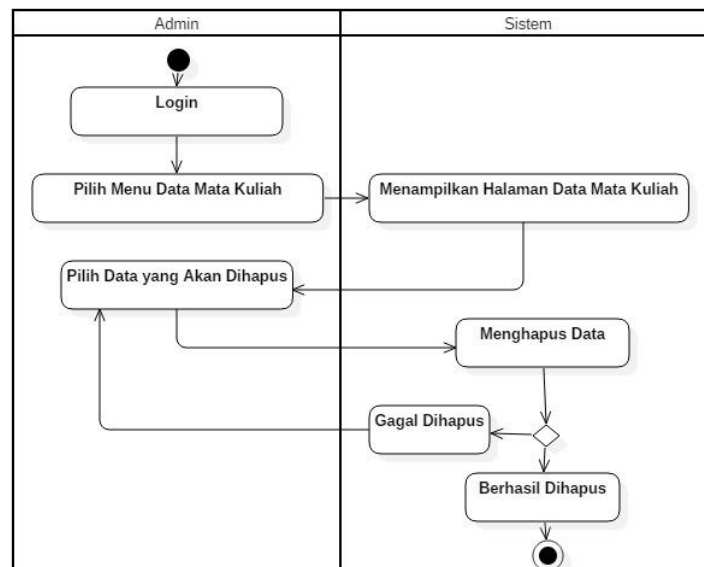 Admin
Sistem
Login
Pilih Menu Data Mata Kuliah
Menampilkan Halaman Data Mata Kuliah
Pilih Data yang Akan Dihapus
Menghapus Data
Gagal Dihapus
Berhasil Dihapus